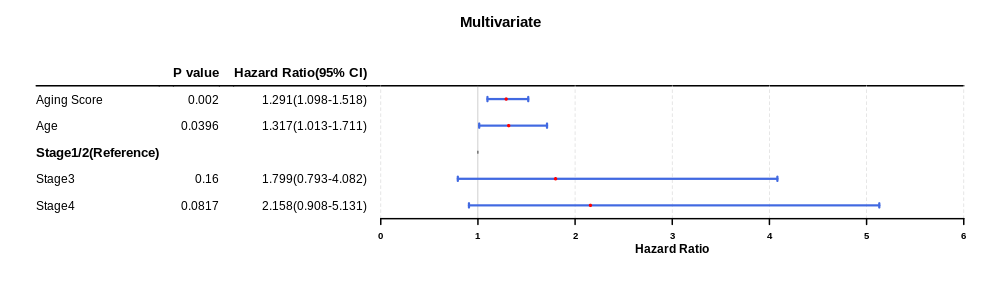 Multivariate
P value Hazard Ratio(95% CI)
Aging Score 0.002 1.291(1.098-1.518)
Age 0.0396 1.317(1.013-1.711)
Stage1/2(Reference)
Stage3 0.16 1.799(0.793-4.082)
Stage4 0.0817 2.158(0.908-5.131)
0 1 2 3 4 5 6
Hazard Ratio